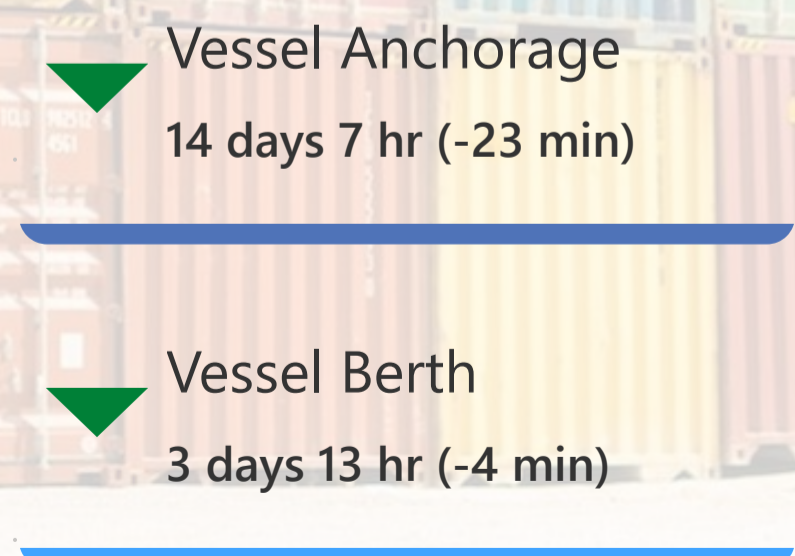 Vessel Anchorage
14 days 7 hr (-23 min)
Vessel Berth
3 days 13 hr (-4 min)